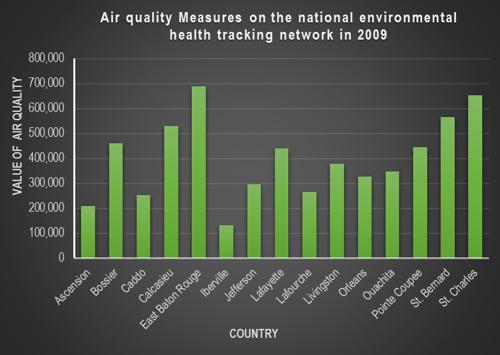 Air quality Measures on the national environmental
health tracking network in 2009
800,000
700,000
600,000
500,000
400,000
300,000
200,000
100,000
0
VALUE OF AIR QUALITY
Ascension
Bossier
Caddo
Calcasieu
East Baton Rouge
Iberville
Jefferson
Lafayette
Lafourche
Livingston
Orleans
Ouachita
Pointe Coupee
St. Bernard
St. Charles
COUNTRY